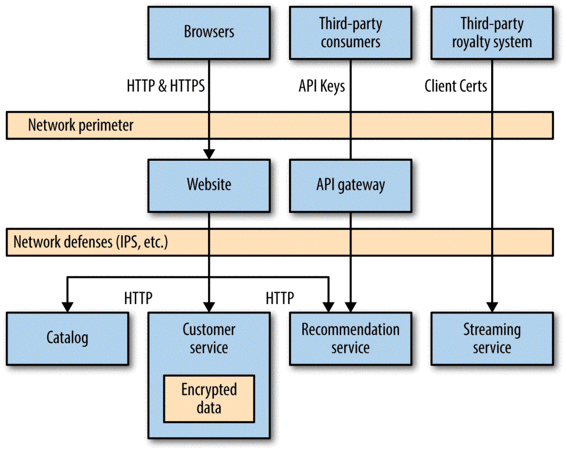 Browsers
Third-party
consumers
Third-party
royalty system
HTTP & HTTPS
API Keys
Client Certs
Network perimeter
Website
API gateway
Network defenses (IPS, etc.)
HTTP
HTTP
Catalog
Customer
service
Encrypted
data
Recommendation
service
Streaming
service